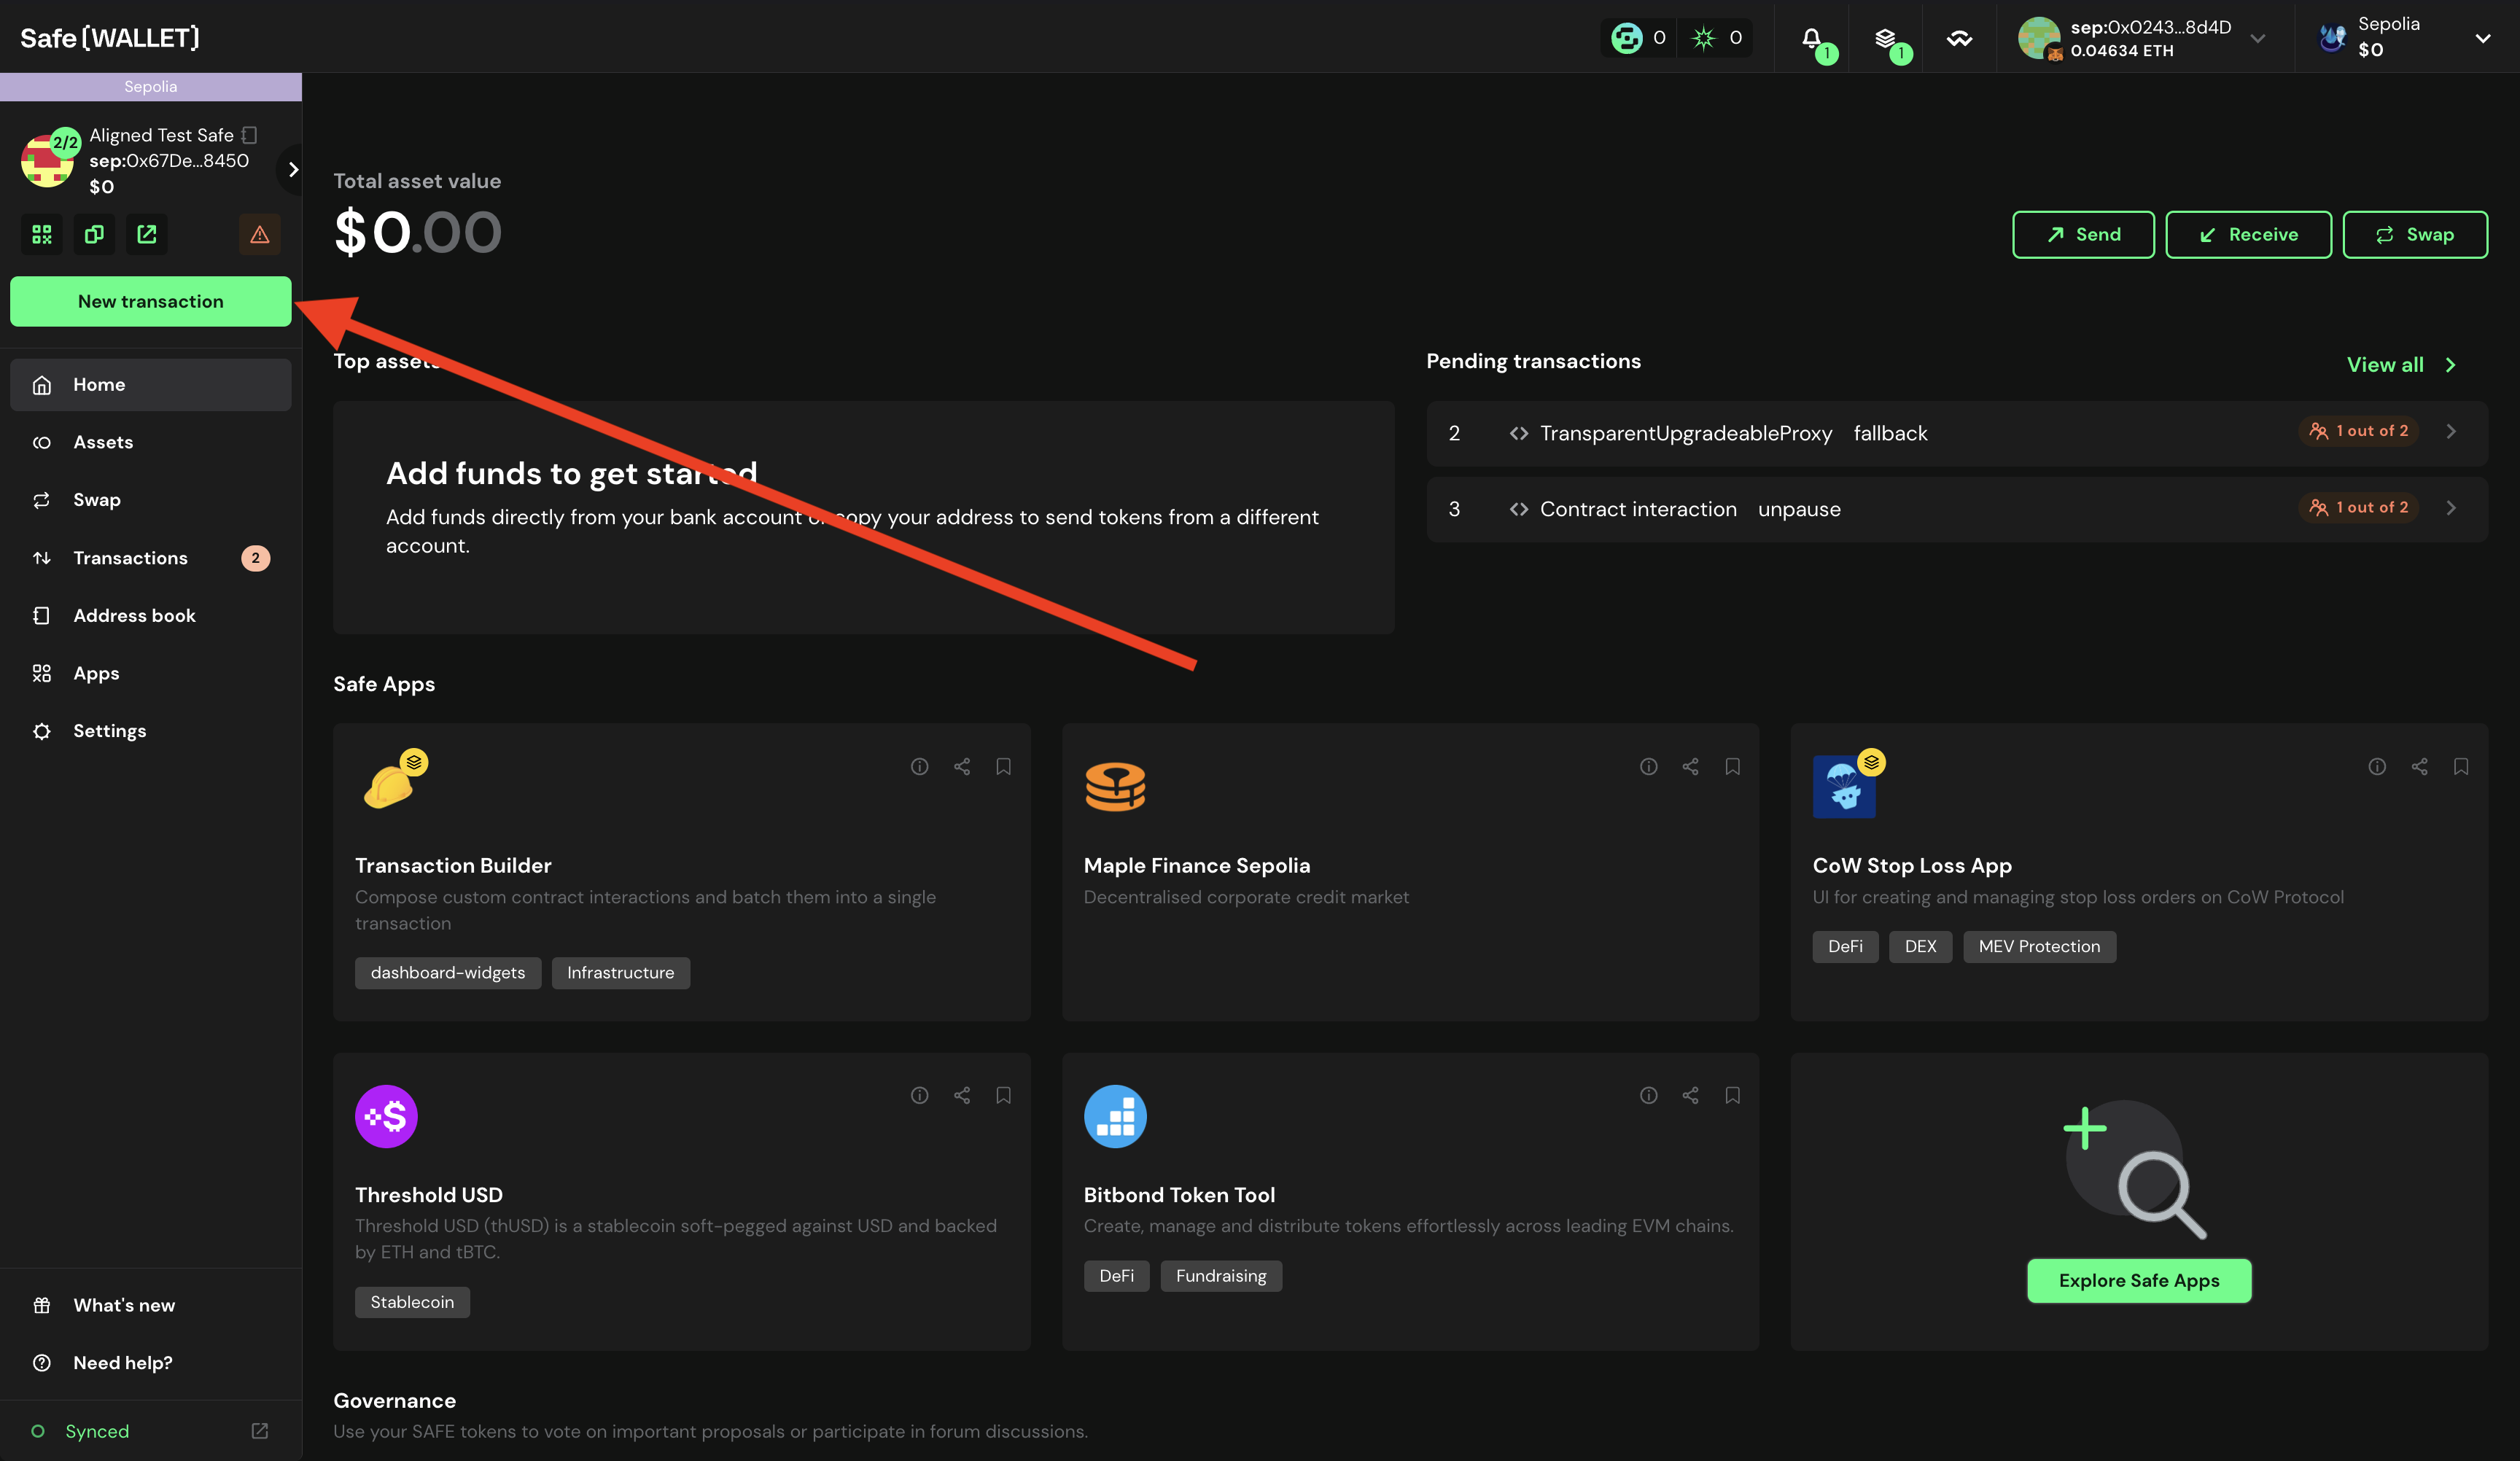 Safe{WALLET}
0
0
1
1
sep:0x0243...8d4D
0.04634 ETH
Sepolia
$0
Sepolia
2/2
Aligned Test Safe
sep:0x67De...8450
$0
New transaction
Home
Assets
Swap
Transactions
2
Address book
Apps
Settings
What's new
Need help?
Synced
Total asset value
$0.00
Send
Receive
Swap
Top assets
Add funds to get started
Add funds directly from your bank account or copy your address to send tokens from a different
account.
Pending transactions
View all
2 TransparentUpgradeableProxy fallback 1 out of 2
3 Contract interaction unpause 1 out of 2
Safe Apps
Transaction Builder
Compose custom contract interactions and batch them into a single
transaction
dashboard-widgets
Infrastructure
Maple Finance Sepolia
Decentralised corporate credit market
CoW Stop Loss App
UI for creating and managing stop loss orders on CoW Protocol
DeFi
DEX
MEV Protection
Threshold USD
Threshold USD (thUSD) is a stablecoin soft-pegged against USD and backed
by ETH and tBTC.
Stablecoin
Bitbond Token Tool
Create, manage and distribute tokens effortlessly across leading EVM chains.
DeFi
Fundraising
Explore Safe Apps
Governance
Use your SAFE tokens to vote on important proposals or participate in forum discussions.